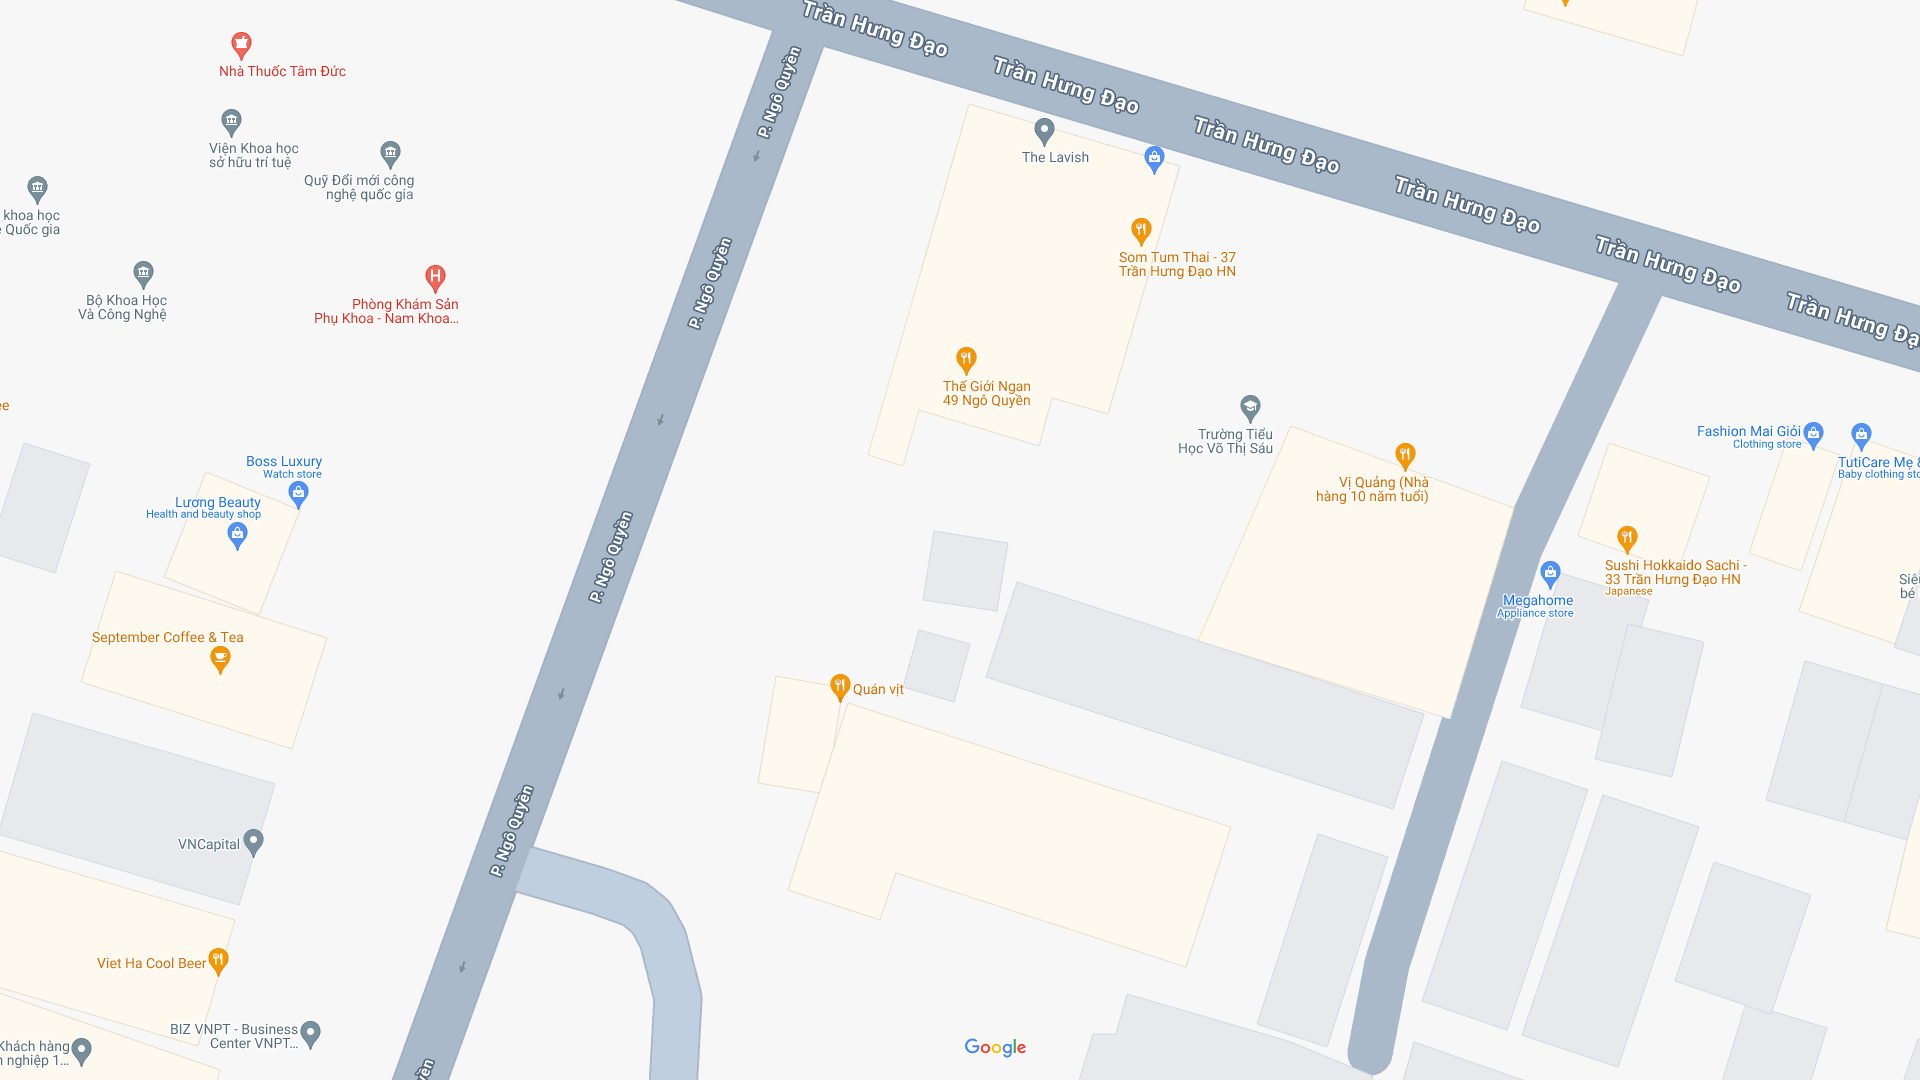 Trần Hưng Đạo
Trần Hưng Đạo
Trần Hưng Đạo
Trần Hưng Đạo
Trần Hưng Đạo
Trần Hưng Đạo
P. Ngô Quyền
P. Ngô Quyền
P. Ngô Quyền
P. Ngô Quyền
Nhà Thuốc Tâm Đức
Viện Khoa học
sở hữu trí tuệ
Quỹ Đổi mới công
nghệ quốc gia
khoa học
Quốc gia
Bộ Khoa Học
Và Công Nghệ
Phòng Khám Sản
Phụ Khoa - Nam Khoa...
The Lavish
Som Tum Thai - 37
Trần Hưng Đạo HN
Thế Giới Ngan
49 Ngô Quyền
Trường Tiểu
Học Võ Thị Sáu
Vị Quảng (Nhà
hàng 10 năm tuổi)
Fashion Mai Giỏi
Clothing store
TutiCare Mẹ &
Baby clothing sto
Sushi Hokkaido Sachi -
33 Trần Hưng Đạo HN
Japanese
Megahome
Appliance store
Siêu
bé
Boss Luxury
Watch store
Lương Beauty
Health and beauty shop
September Coffee & Tea
Quán vịt
VNCapital
Viet Ha Cool Beer
BIZ VNPT - Business
Center VNPT...
Khách hàng
nghiệp 1...
Google